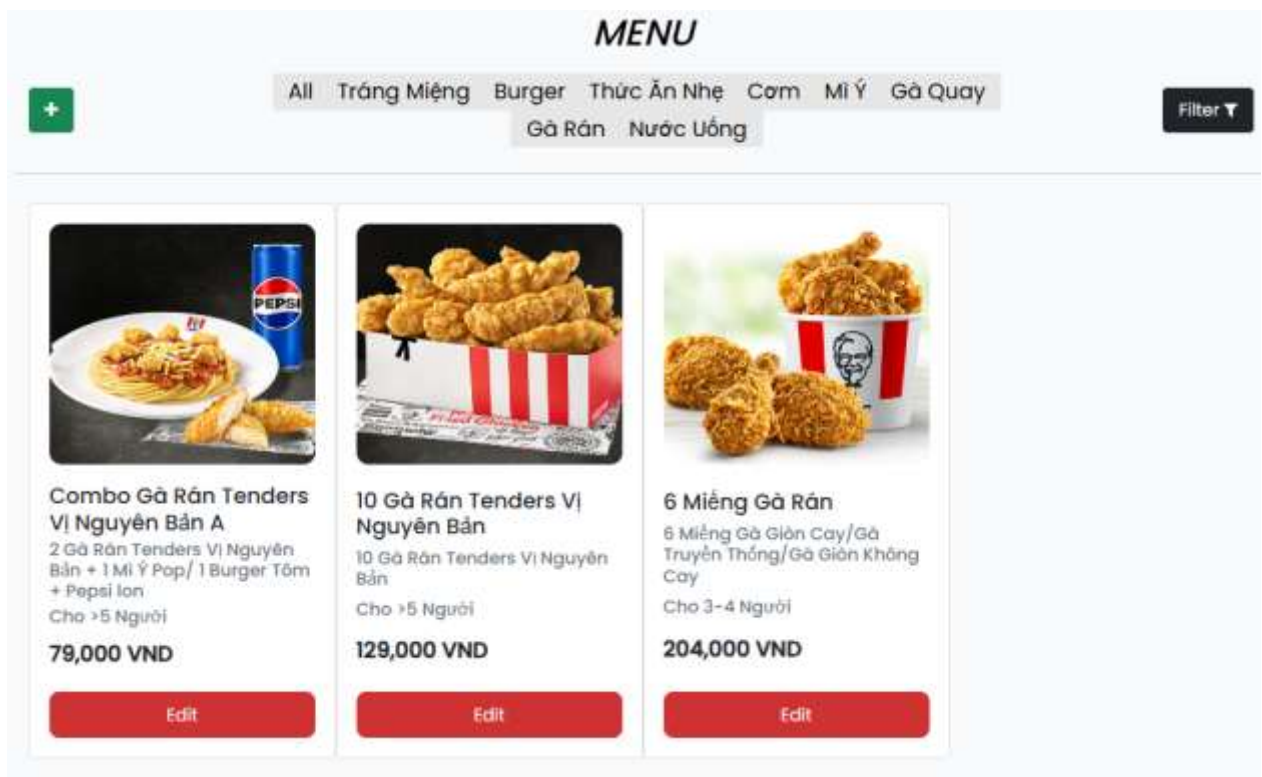 MENU
+
All Tráng Miệng Burger Thức Ăn Nhẹ Cơm Mì Ý Gà Quay
Gà Rán Nước Uống
Filter
PEPSI
Combo Gà Rán Tenders
Vị Nguyên Bản A
2 Gà Rán Tenders Vị Nguyên
Bản + 1 Mì Ý Pop/ 1 Burger Tôm
+ Pepsi lon
Cho >5 Người
79,000 VND
Edit
Fried Chicken
10 Gà Rán Tenders Vị
Nguyên Bản
10 Gà Rán Tenders Vị Nguyên
Bản
Cho >5 Người
129,000 VND
Edit
6 Miếng Gà Rán
6 Miếng Gà Giòn Cay/Gà
Truyền Thống/Gà Giòn Không
Cay
Cho 3-4 Người
204,000 VND
Edit